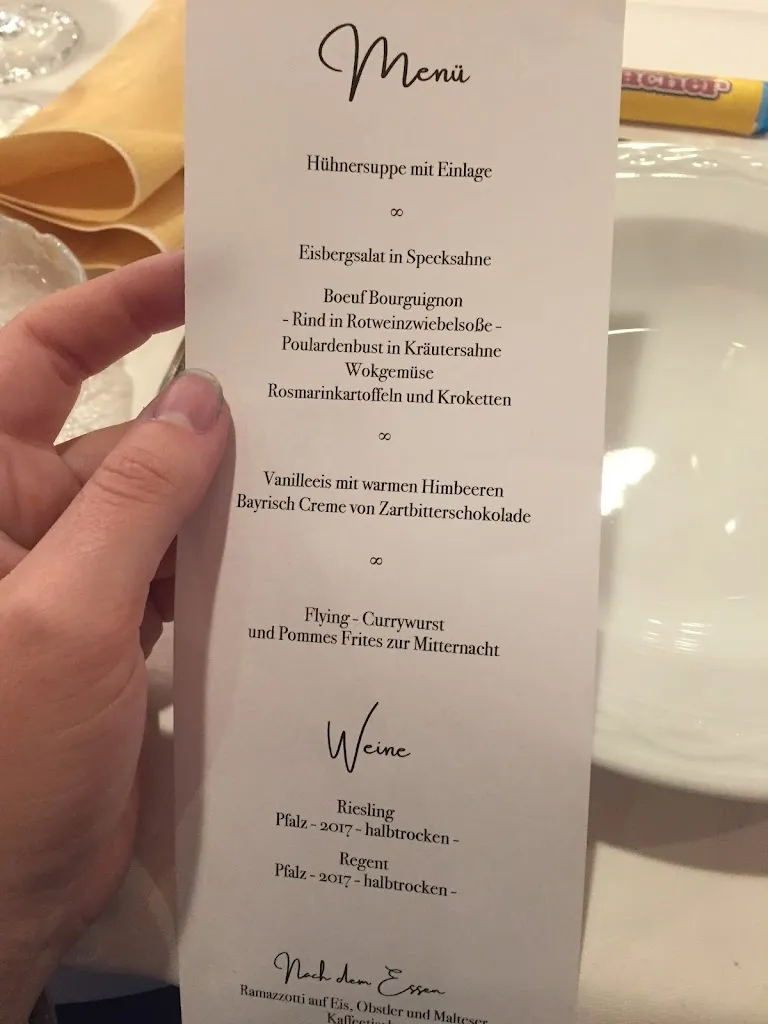 Menü
Hühnersuppe mit Einlage
∞
Eisbergsalat in Specksahne
Boeuf Bourguignon
- Rind in Rotweinzwiebelsoße -
Poulardenbust in Kräutersahne
Wokgemüse
Rosmarinkartoffeln und Kroketten
∞
Vanilleeis mit warmen Himbeeren
Bayrisch Creme von Zartbitterschokolade
∞
Flying - Currywurst
und Pommes Frites zur Mitternacht
Weine
Riesling
Pfalz - 2017 - halbtrocken -
Regent
Pfalz - 2017 - halbtrocken -
Nach dem Essen
Ramazzotti auf Eis, Obstler und Malteser